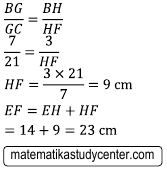 BG/GC = BH/HF
7/21 = 3/HF
HF = (3 × 21)/7 = 9 cm
EF = EH + HF
= 14 + 9 = 23 cm
matematikastudycenter.com